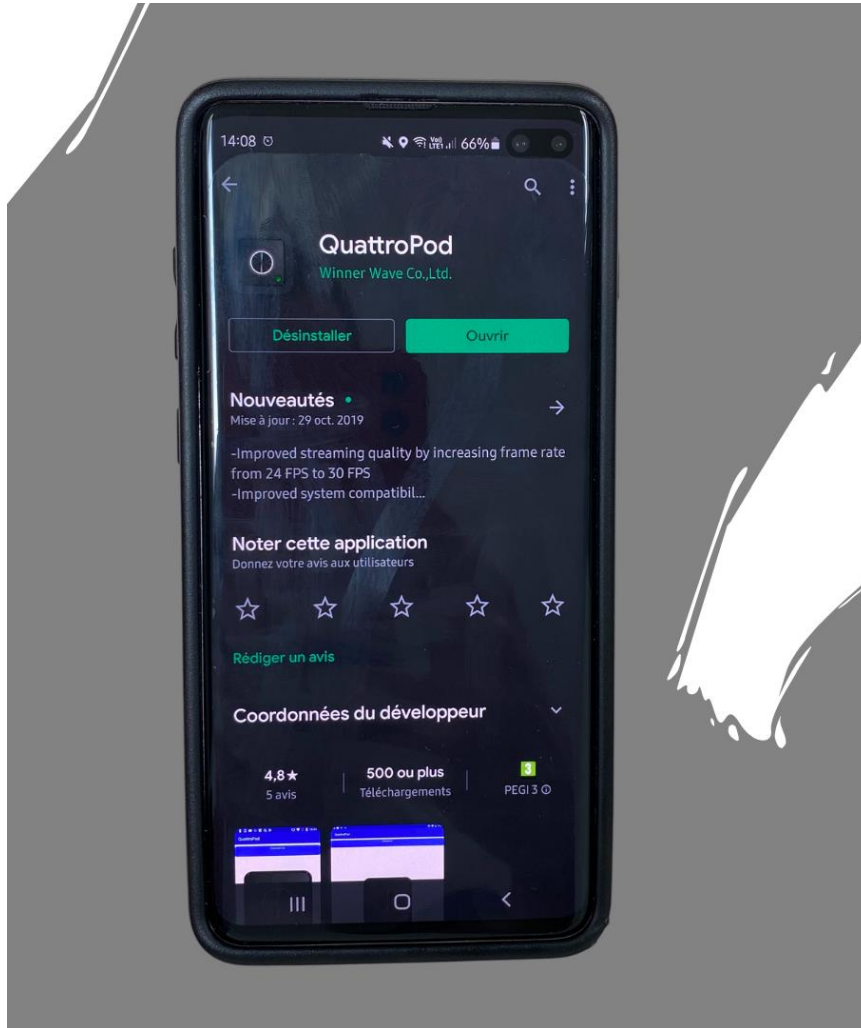 14:08 66%
QuattroPod
Winner Wave Co.,Ltd.
Désinstaller Ouvrir
Nouveautés •
Mise à jour : 29 oct. 2019
-Improved streaming quality by increasing frame rate
from 24 FPS to 30 FPS
-Improved system compatibil...
Noter cette application
Donnez votre avis aux utilisateurs
Rédiger un avis
Coordonnées du développeur
4,8★ 500 ou plus 3
5 avis Téléchargements PEGI 3